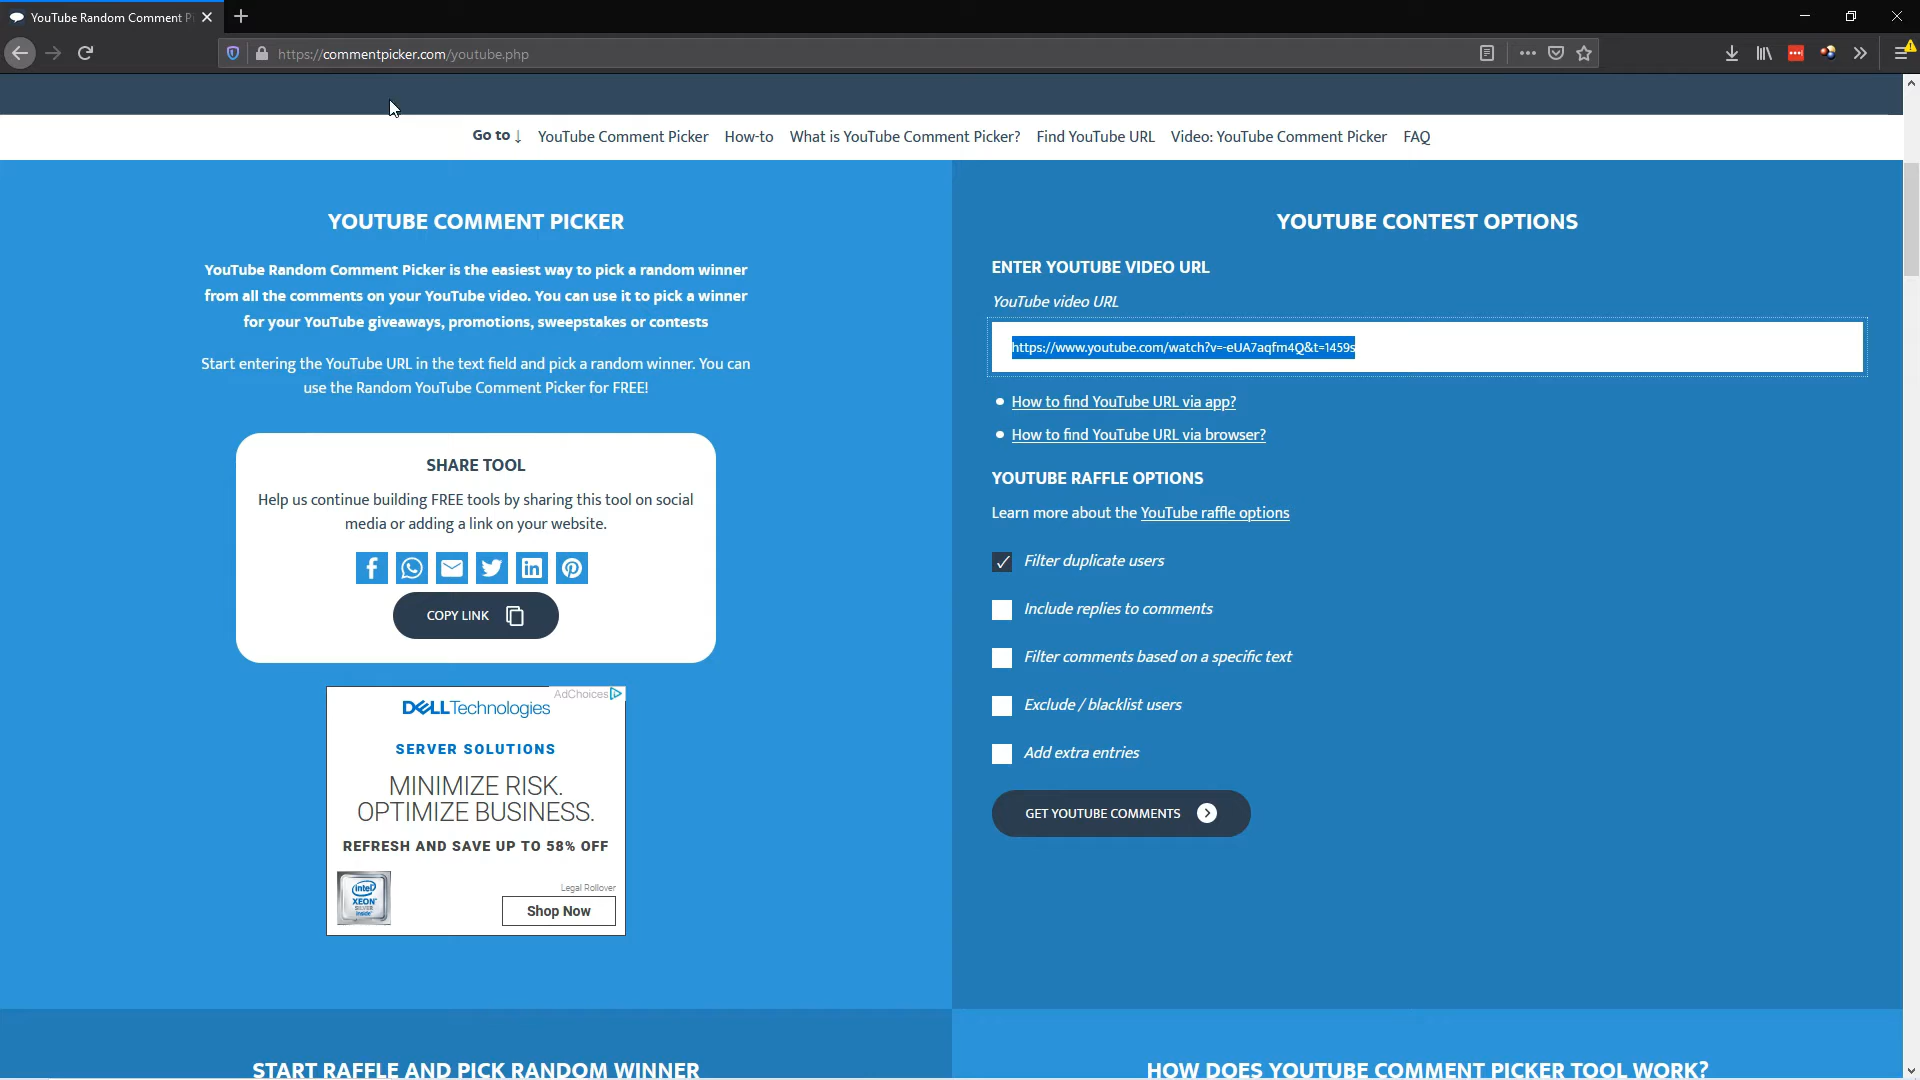 YouTube Random Comment P
https://commentpicker.com/youtube.php
Go to ↓ YouTube Comment Picker How-to What is YouTube Comment Picker? Find YouTube URL Video: YouTube Comment Picker FAQ
YOUTUBE COMMENT PICKER
YouTube Random Comment Picker is the easiest way to pick a random winner
from all the comments on your YouTube video. You can use it to pick a winner
for your YouTube giveaways, promotions, sweepstakes or contests
Start entering the YouTube URL in the text field and pick a random winner. You can
use the Random YouTube Comment Picker for FREE!
SHARE TOOL
Help us continue building FREE tools by sharing this tool on social
media or adding a link on your website.
COPY LINK
AdChoices
DELLTechnologies
SERVER SOLUTIONS
MINIMIZE RISK.
OPTIMIZE BUSINESS.
REFRESH AND SAVE UP TO 58% OFF
intel
XEON
SILVER
inside
Legal Rollover
Shop Now
YOUTUBE CONTEST OPTIONS
ENTER YOUTUBE VIDEO URL
YouTube video URL
https://www.youtube.com/watch?v=-eUA7aqfm4Q&t=1459s
How to find YouTube URL via app?
How to find YouTube URL via browser?
YOUTUBE RAFFLE OPTIONS
Learn more about the YouTube raffle options
Filter duplicate users
Include replies to comments
Filter comments based on a specific text
Exclude / blacklist users
Add extra entries
GET YOUTUBE COMMENTS
START RAFFLE AND PICK RANDOM WINNER
HOW DOES YOUTUBE COMMENT PICKER TOOL WORK?